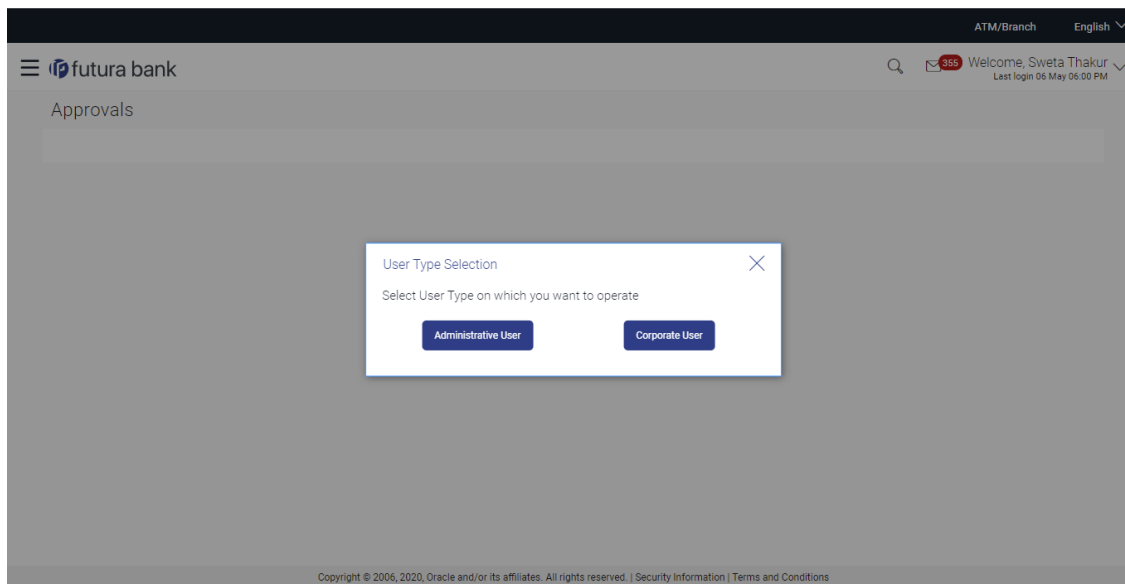 ATM/Branch English
futura bank
355 Welcome, Sweta Thakur
Last login 06 May 06:00 PM
Approvals
User Type Selection
Select User Type on which you want to operate
Administrative User Corporate User
Copyright © 2006, 2020, Oracle and/or its affiliates. All rights reserved. | Security Information | Terms and Conditions